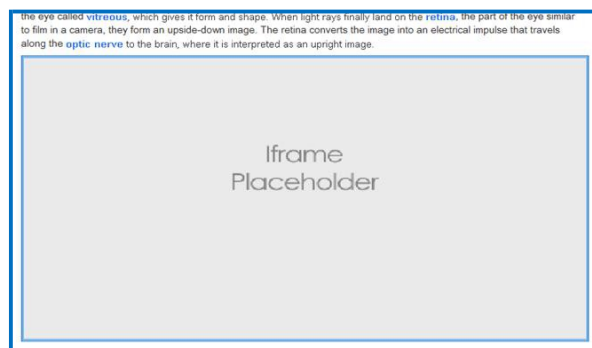 the eye called vitreous, which gives it form and shape. When light rays finally land on the retina, the part of the eye similar
to film in a camera, they form an upside-down image. The retina converts the image into an electrical impulse that travels
along the optic nerve to the brain, where it is interpreted as an upright image.
Iframe
Placeholder